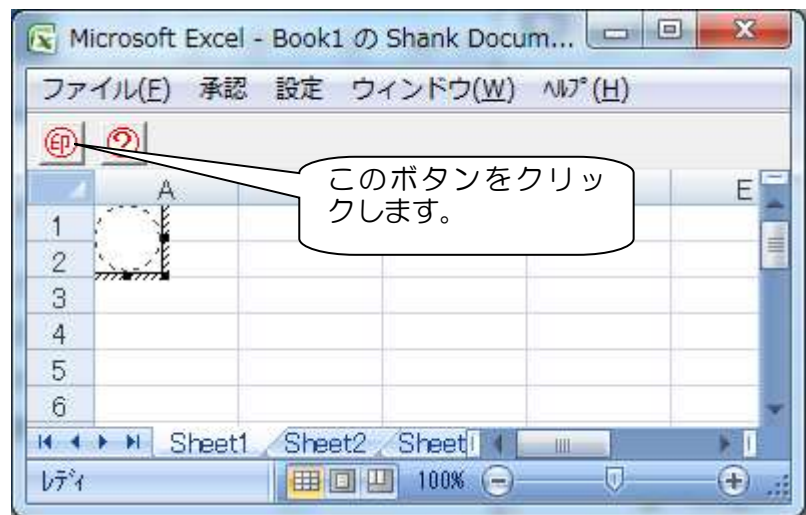 Microsoft Excel - Book1 の Shank Docum...
ファイル(F) 承認 設定 ウィンドウ(W) ﾍﾙﾌﾟ(H)
印 ?
このボタンをクリッ
クします。
A E
1
2
3
4
5
6
Sheet1 Sheet2 Sheet
ﾚﾃﾞｨ 100%